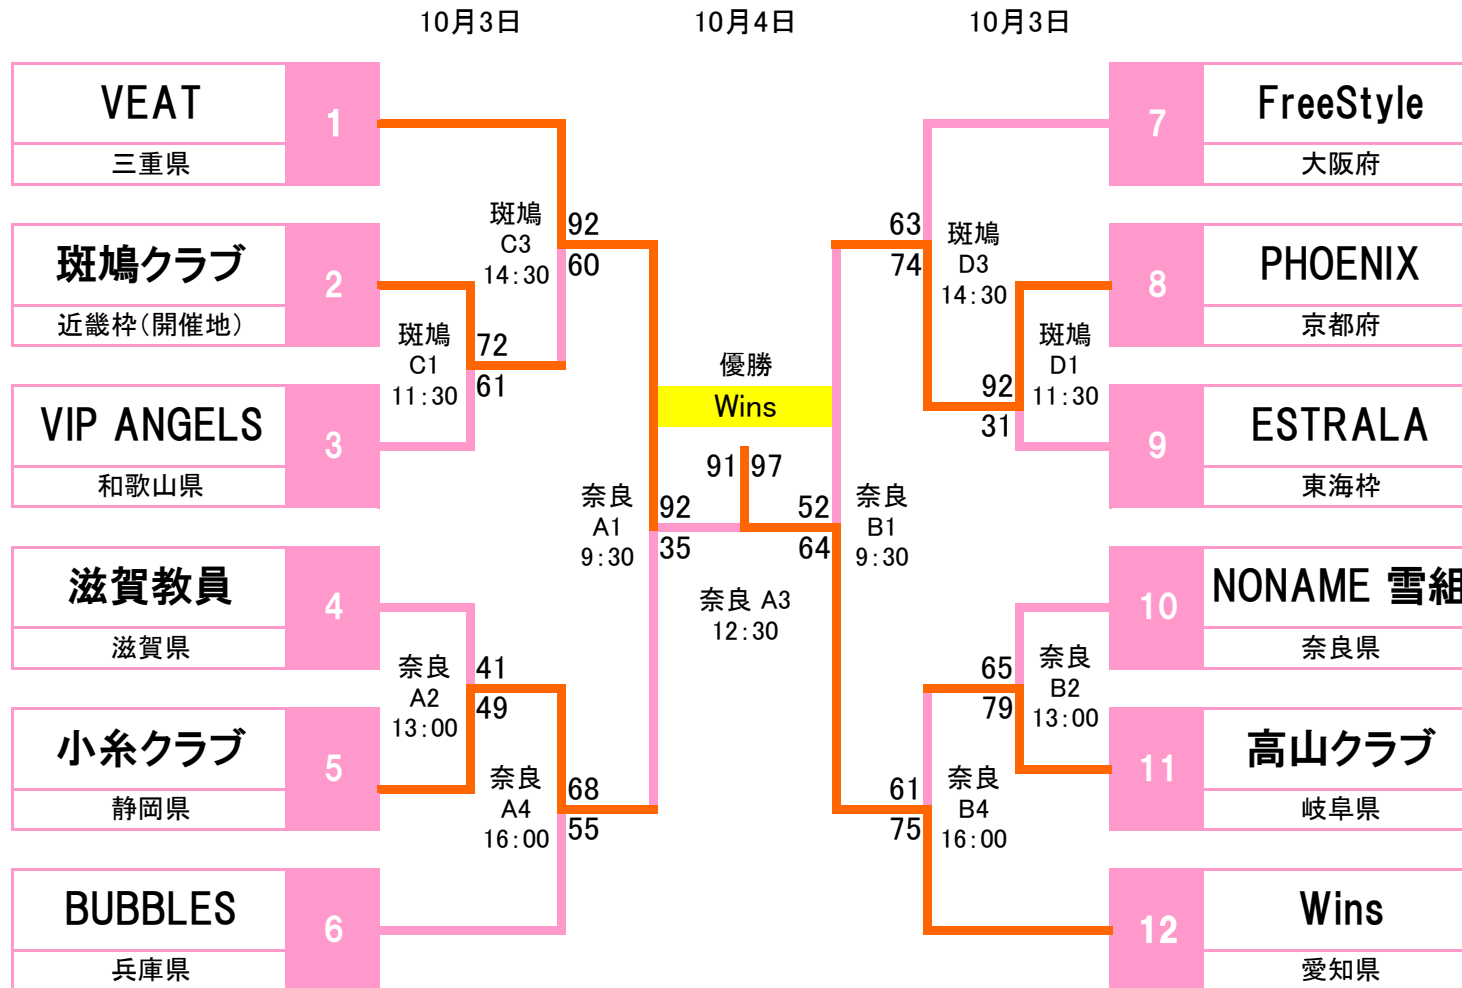 10月3日
10月4日
10月3日
VEAT
三重県
1
斑鳩クラブ
近畿枠(開催地)
2
VIP ANGELS
和歌山県
3
滋賀教員
滋賀県
4
小糸クラブ
静岡県
5
BUBBLES
兵庫県
6
斑鳩
C3
14:30
92
60
斑鳩
C1
11:30
72
61
奈良
A2
13:00
41
49
奈良
A4
16:00
68
55
奈良
A1
9:30
92
35
優勝
Wins
91
97
奈良 A3
12:30
52
64
奈良
B1
9:30
63
74
斑鳩
D3
14:30
92
31
斑鳩
D1
11:30
65
79
奈良
B2
13:00
61
75
奈良
B4
16:00
7
FreeStyle
大阪府
8
PHOENIX
京都府
9
ESTRALA
東海枠
10
NONAME 雪組
奈良県
11
高山クラブ
岐阜県
12
Wins
愛知県